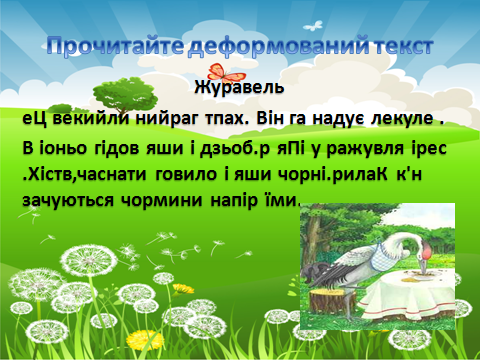 Прочитайте деформований текст
Журавель
еЦ векийли нийраг тпах. Він га надує лекуле .
В іоньо гідов яши і дзьоб.р яПі у ражувля ірес
.Хіств,часнати говило і яши чорні.рилаК к'н
зачуються чормини напір їми.